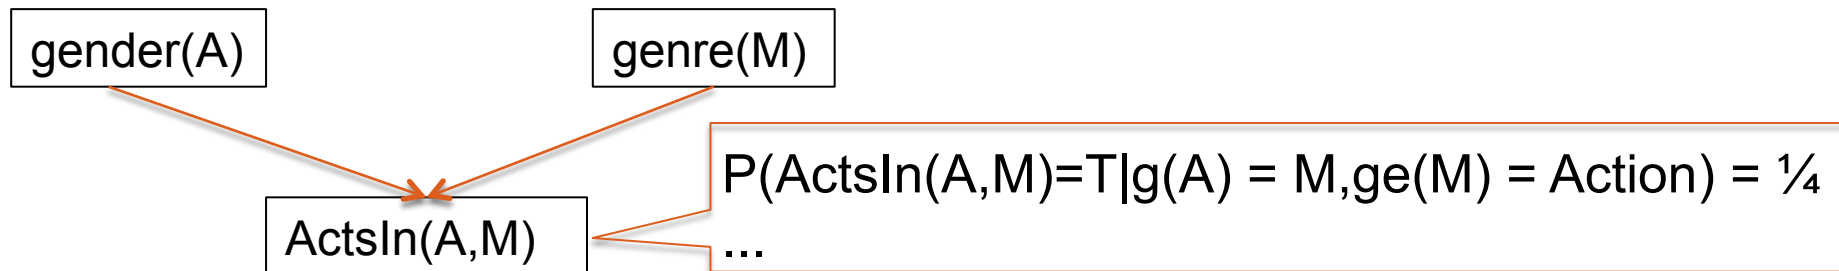 gender(A)
genre(M)
P(ActsIn(A,M)=T|g(A) = M,ge(M) = Action) = ¼
ActsIn(A,M)
...